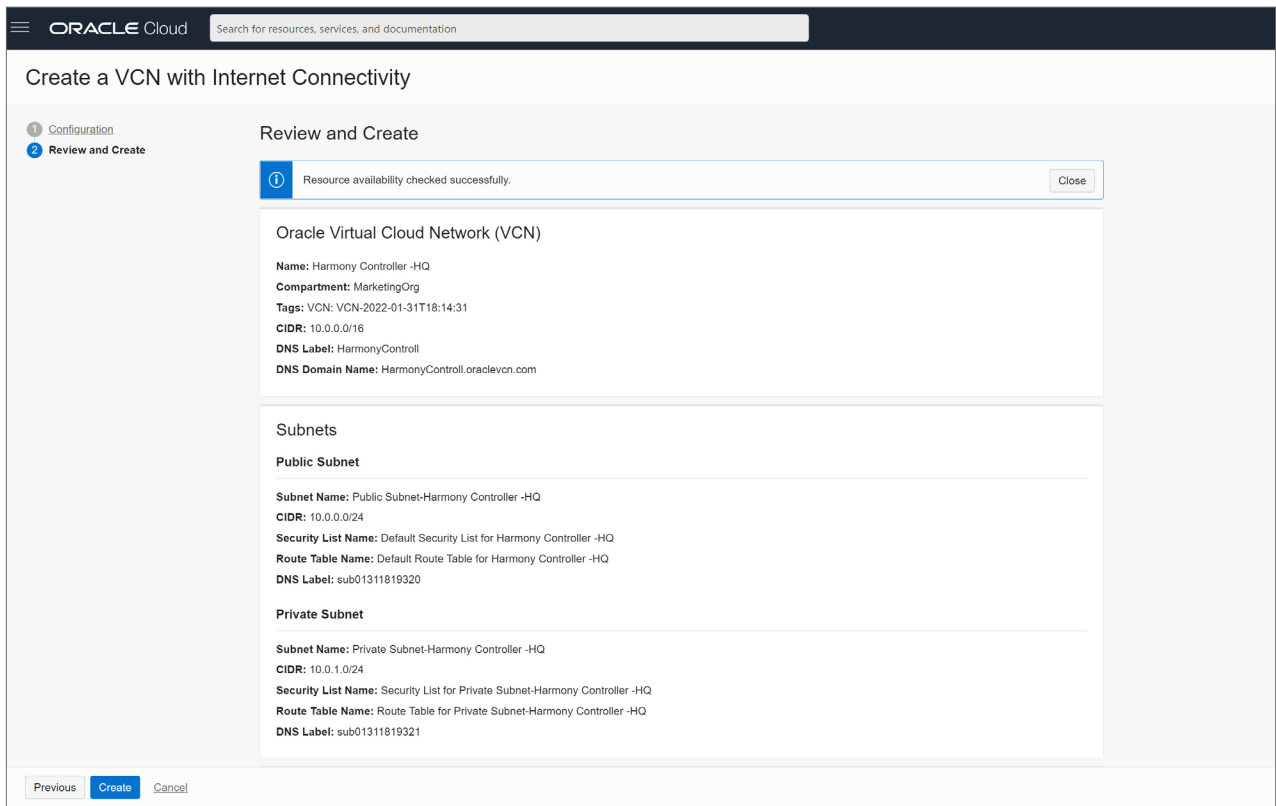 ORACLE Cloud
Search for resources, services, and documentation
Create a VCN with Internet Connectivity
1 Configuration
2 Review and Create
Review and Create
Resource availability checked successfully.
Close
Oracle Virtual Cloud Network (VCN)
Name: Harmony Controller -HQ
Compartment: MarketingOrg
Tags: VCN: VCN-2022-01-31T18:14:31
CIDR: 10.0.0.0/16
DNS Label: HarmonyControll
DNS Domain Name: HarmonyControll.oraclevcn.com
Subnets
Public Subnet
Subnet Name: Public Subnet-Harmony Controller -HQ
CIDR: 10.0.0.0/24
Security List Name: Default Security List for Harmony Controller -HQ
Route Table Name: Default Route Table for Harmony Controller -HQ
DNS Label: sub01311819320
Private Subnet
Subnet Name: Private Subnet-Harmony Controller -HQ
CIDR: 10.0.1.0/24
Security List Name: Security List for Private Subnet-Harmony Controller -HQ
Route Table Name: Route Table for Private Subnet-Harmony Controller -HQ
DNS Label: sub01311819321
Previous Create Cancel